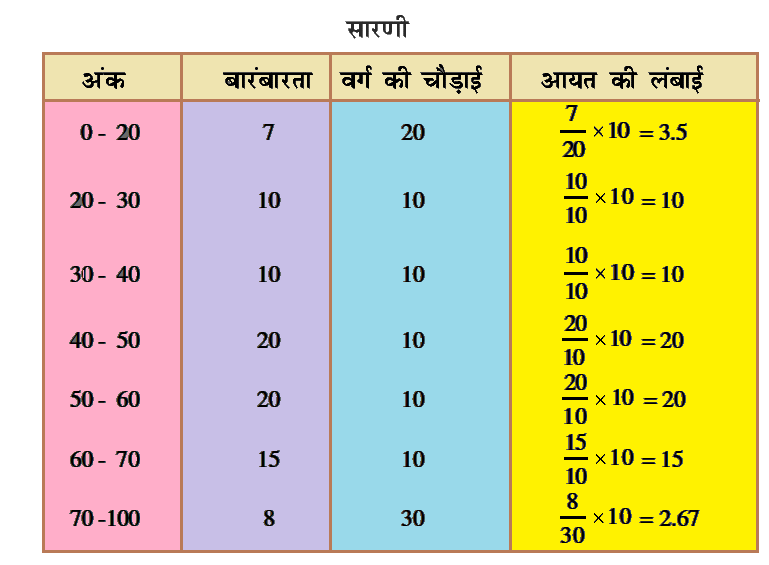 सारणी
अंक बारंबारता वर्ग की चौड़ाई आयत की लंबाई
0 - 20 7 20 7/20 ×10 = 3.5
20 - 30 10 10 10/10 ×10 = 10
30 - 40 10 10 10/10 ×10 = 10
40 - 50 20 10 20/10 ×10 = 20
50 - 60 20 10 20/10 ×10 = 20
60 - 70 15 10 15/10 ×10 = 15
70 -100 8 30 8/30 ×10 = 2.67